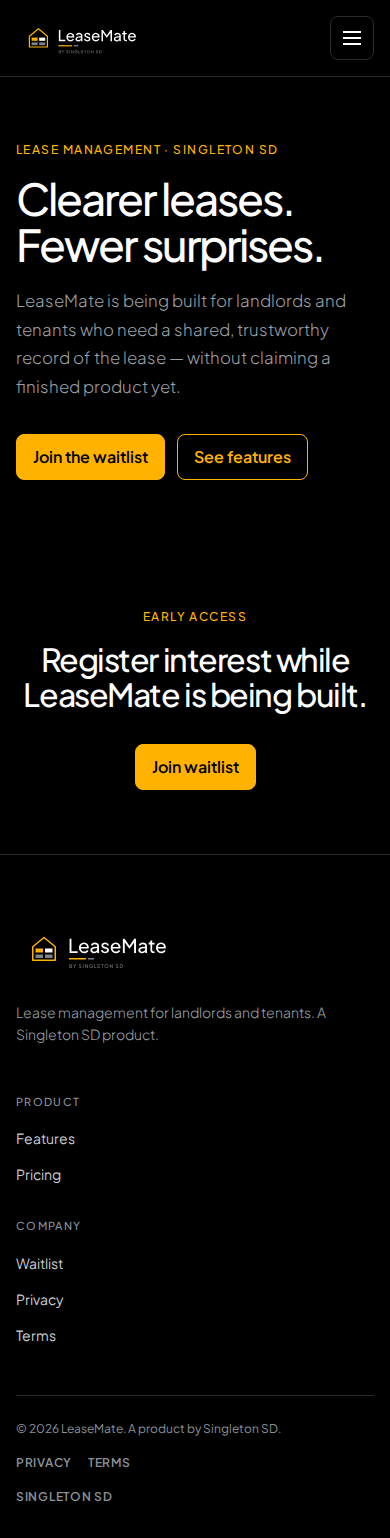 LeaseMate
BY SINGLETON SD
LEASE MANAGEMENT · SINGLETON SD
Clearer leases.
Fewer surprises.
LeaseMate is being built for landlords and
tenants who need a shared, trustworthy
record of the lease — without claiming a
finished product yet.
Join the waitlist
See features
EARLY ACCESS
Register interest while
LeaseMate is being built.
Join waitlist
LeaseMate
BY SINGLETON SD
Lease management for landlords and tenants. A
Singleton SD product.
PRODUCT
Features
Pricing
COMPANY
Waitlist
Privacy
Terms
© 2026 LeaseMate. A product by Singleton SD.
PRIVACY TERMS
SINGLETON SD